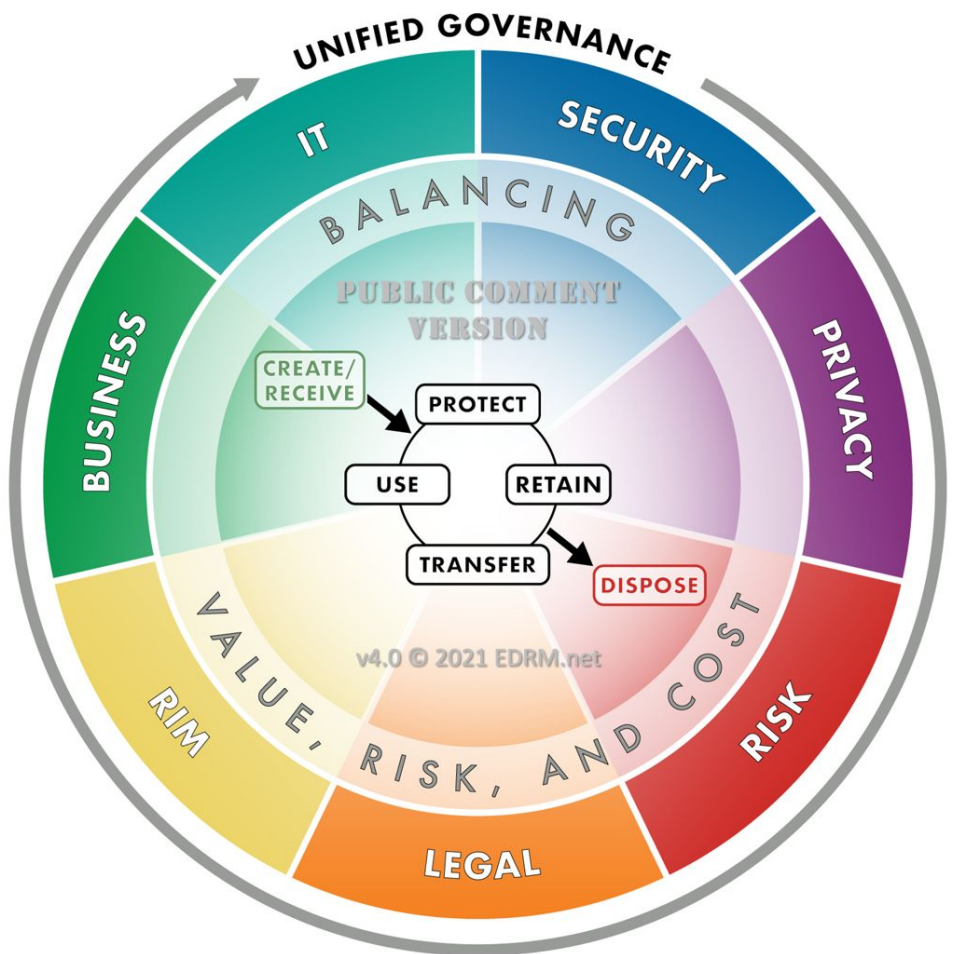 UNIFIED GOVERNANCE
IT
SECURITY
BALANCING
PUBLIC COMMENT
VERSION
BUSINESS
PRIVACY
CREATE/
RECEIVE
PROTECT
USE
RETAIN
TRANSFER
DISPOSE
VALUE, RISK, AND COST
v4.0 © 2021 EDRM.net
RIM
RISK
LEGAL